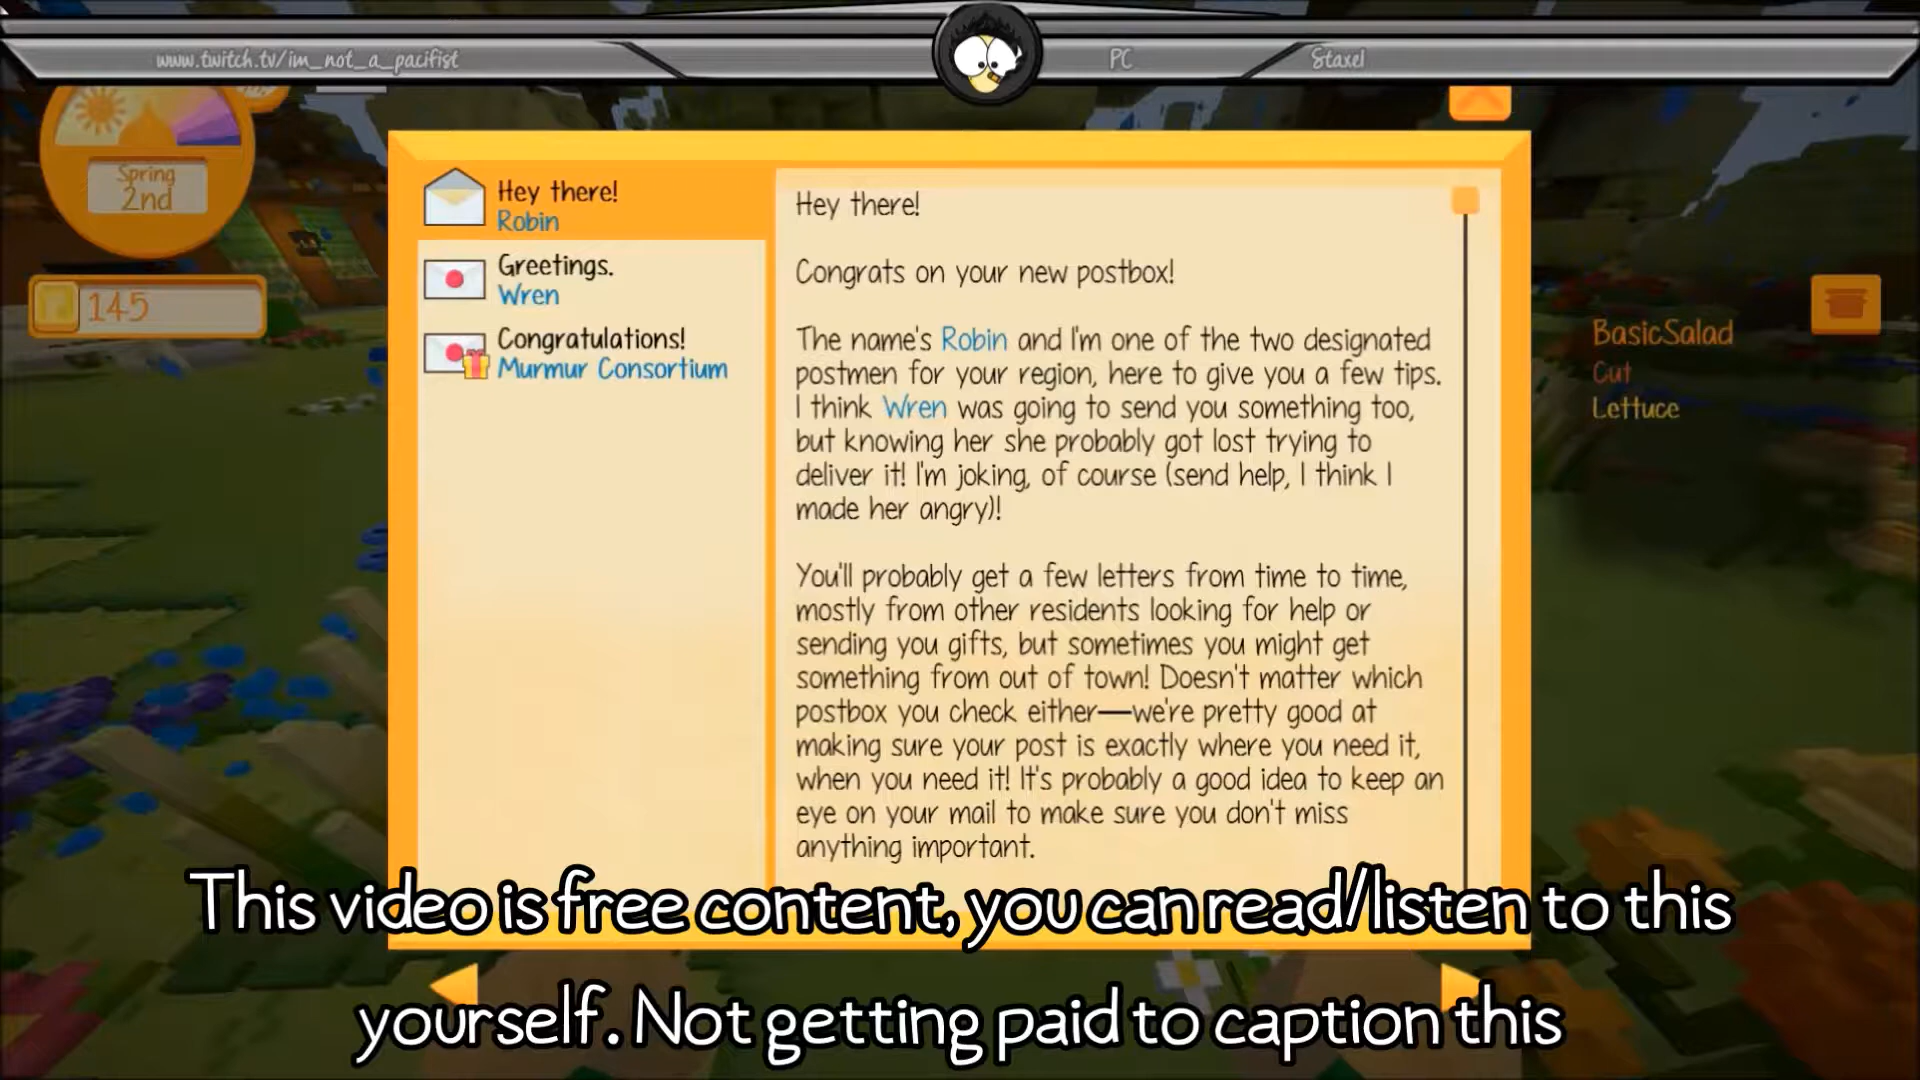 www.twitch.tv/im_not_a_pacifist
PC
Staxel
Spring
2nd
145
Hey there!
Robin
Greetings.
Wren
Congratulations!
Murmur Consortium
Hey there!
Congrats on your new postbox!
The name's Robin and I'm one of the two designated
postmen for your region, here to give you a few tips.
I think Wren was going to send you something too,
but knowing her she probably got lost trying to
deliver it! I'm joking, of course (send help, I think I
made her angry)!
You'll probably get a few letters from time to time,
mostly from other residents looking for help or
sending you gifts, but sometimes you might get
something from out of town! Doesn't matter which
postbox you check either—we're pretty good at
making sure your post is exactly where you need it,
when you need it! It's probably a good idea to keep an
eye on your mail to make sure you don't miss
anything important.
BasicSalad
Cut
Lettuce
This video is free content, you can read/listen to this
yourself. Not getting paid to caption this